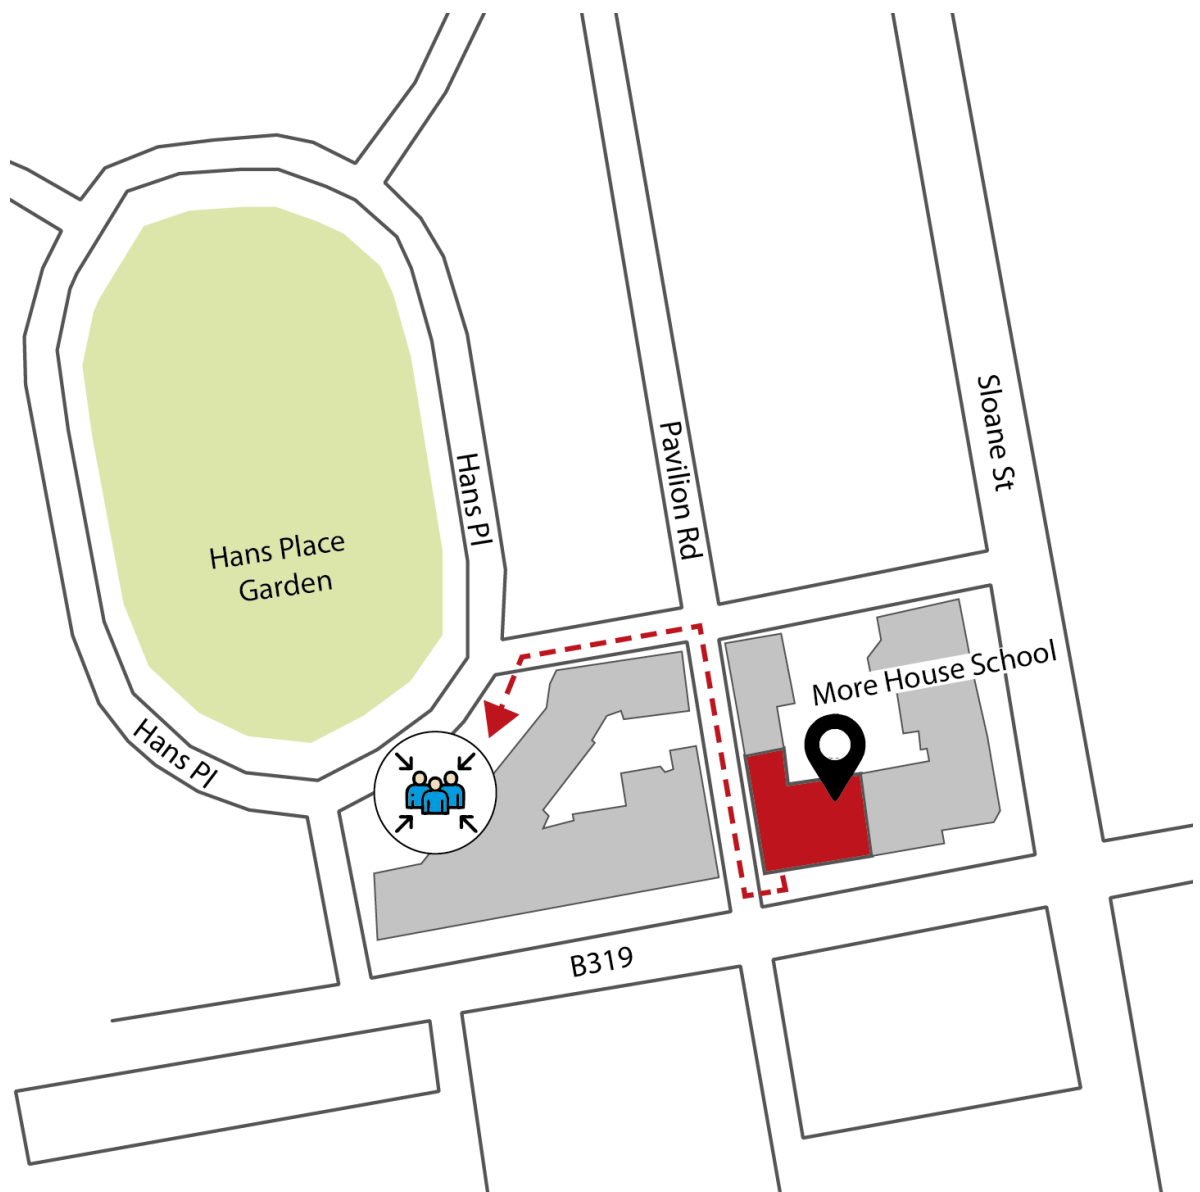 Sloane St
Pavilion Rd
Hans Pl
Hans Place
Garden
More House School
Hans Pl
B319